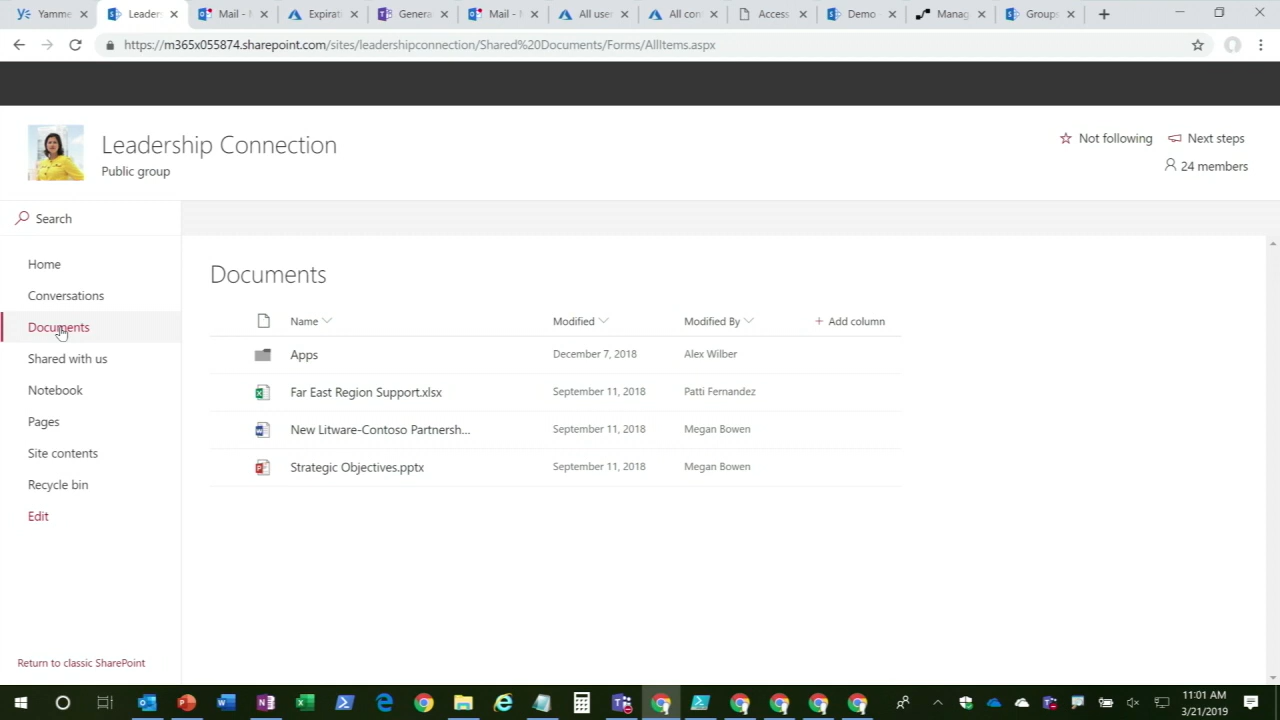 Yamme
Leader
Mail -
Expirati
Genera
Mail -
All use
All con
Access
Demo
Manag
Groups
https://m365x055874.sharepoint.com/sites/leadershipconnection/Shared%20Documents/Forms/AllItems.aspx
Leadership Connection
Public group
Not following
Next steps
24 members
Search
Home
Conversations
Documents
Shared with us
Notebook
Pages
Site contents
Recycle bin
Edit
Return to classic SharePoint
Documents
Name Modified Modified By + Add column
Apps December 7, 2018 Alex Wilber
Far East Region Support.xlsx September 11, 2018 Patti Fernandez
New Litware-Contoso Partnersh... September 11, 2018 Megan Bowen
Strategic Objectives.pptx September 11, 2018 Megan Bowen
11:01 AM
3/21/2019